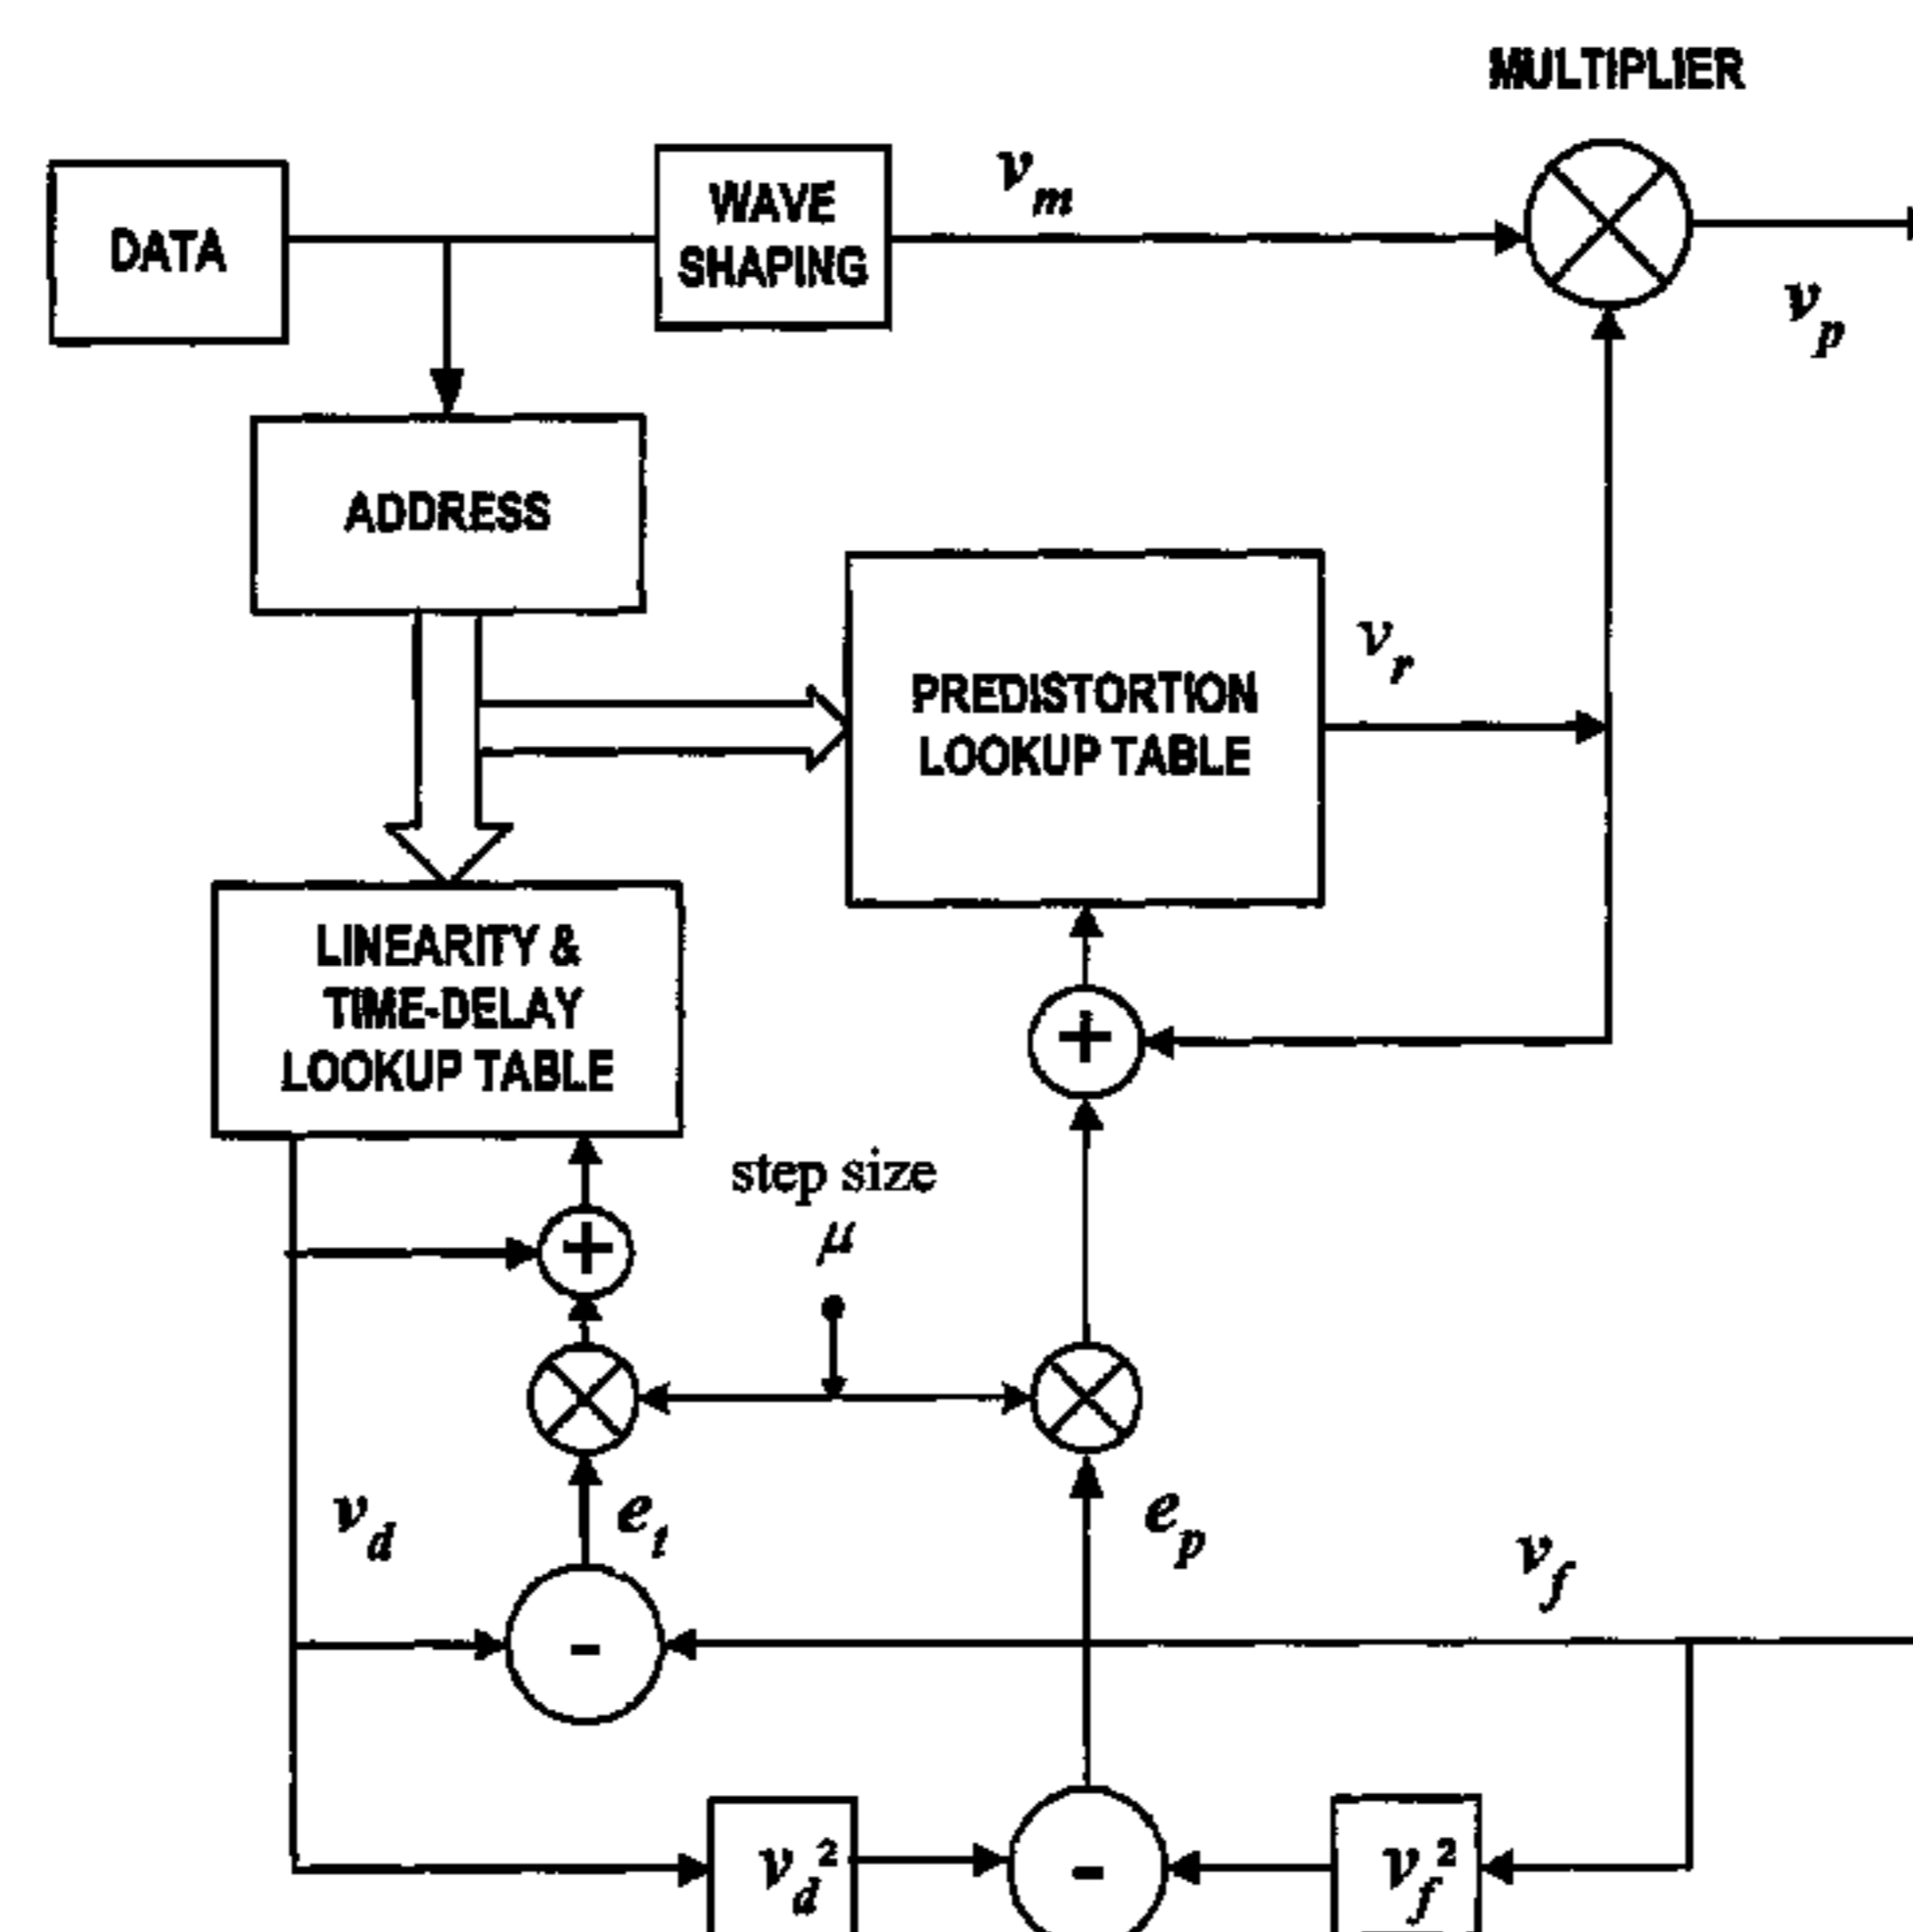 MULTIPLIER
DATA
WAVE
SHAPING
v_m
v_p
ADDRESS
PREDISTORTION
LOOKUP TABLE
v_r
LINEARITY &
TIME-DELAY
LOOKUP TABLE
+
step size
μ
+
v_d
e_t
e_p
v_f
-
v_d²
-
v_f²